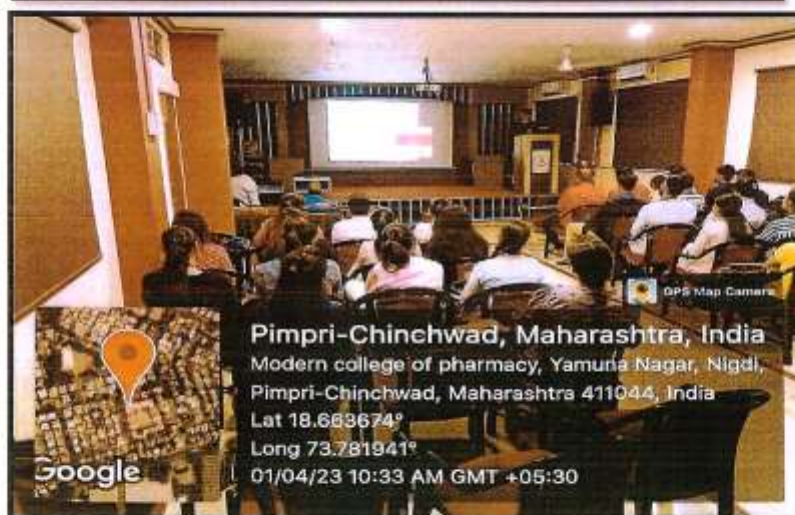 GPS Map Camera
Pimpri-Chinchwad, Maharashtra, India
Modern college of pharmacy, Yamuna Nagar, Nigdi,
Pimpri-Chinchwad, Maharashtra 411044, India
Lat 18.663674°
Long 73.781941°
01/04/23 10:33 AM GMT +05:30
Google